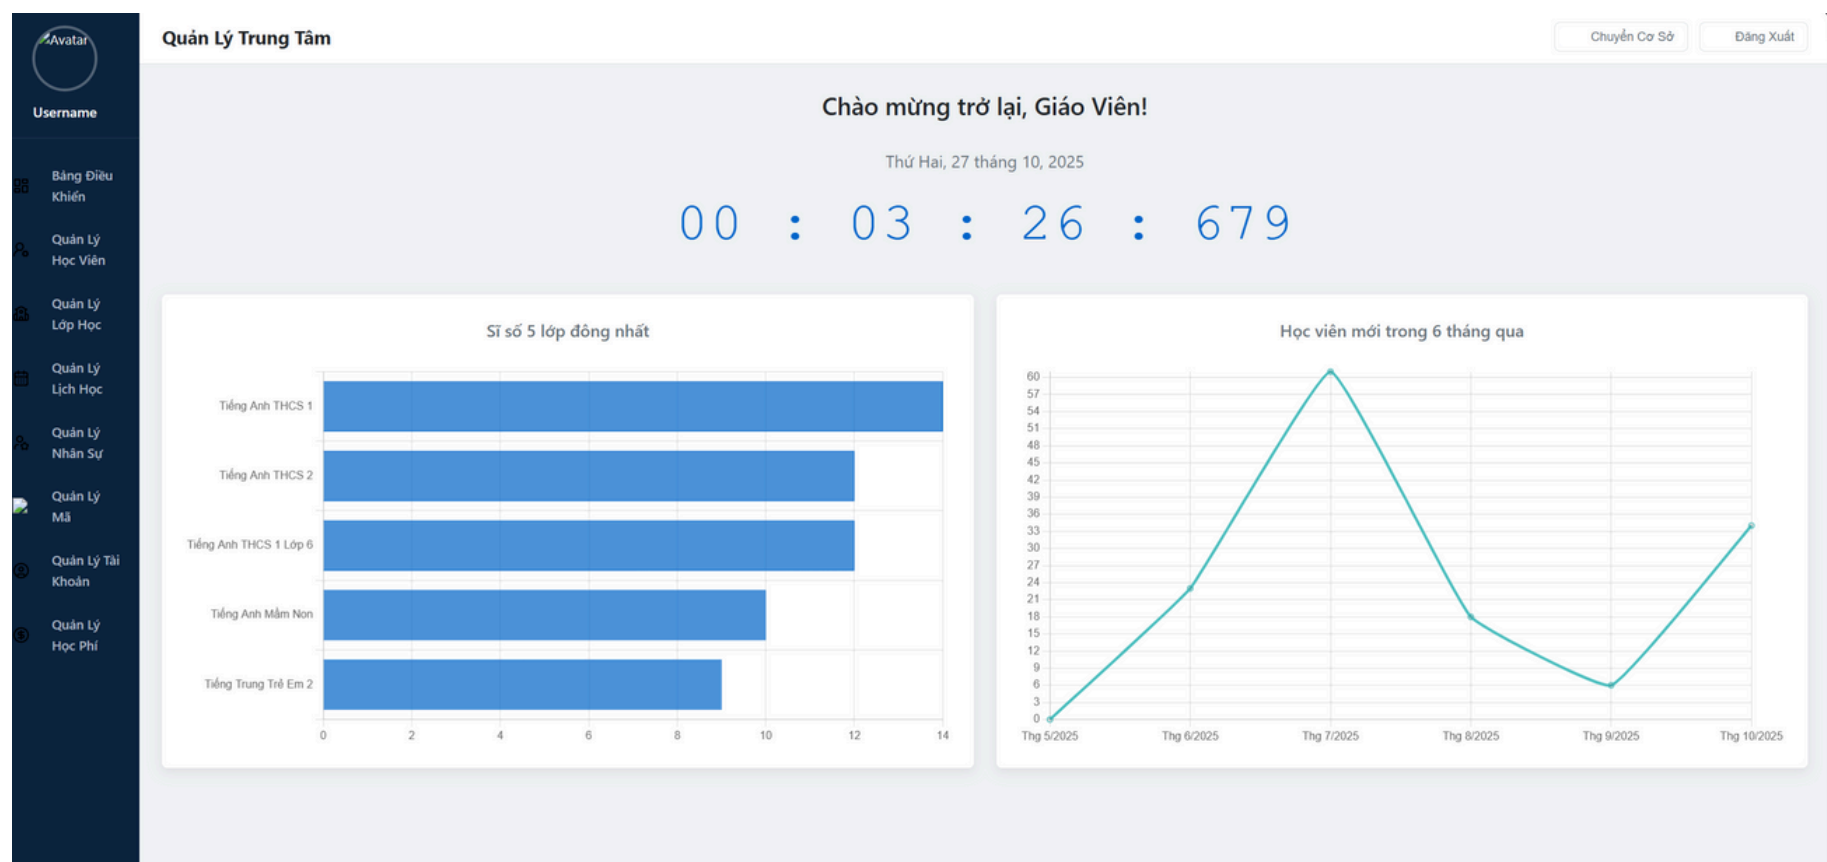 Avatar
Username
Bảng Điều
Khiển
Quản Lý
Học Viên
Quản Lý
Lớp Học
Quản Lý
Lịch Học
Quản Lý
Nhân Sự
Quản Lý
Mã
Quản Lý Tài
Khoản
Quản Lý
Học Phí
Quản Lý Trung Tâm
Chuyển Cơ Sở
Đăng Xuất
Chào mừng trở lại, Giáo Viên!
Thứ Hai, 27 tháng 10, 2025
00 : 03 : 26 : 679
Sĩ số 5 lớp đông nhất
Tiếng Anh THCS 1
Tiếng Anh THCS 2
Tiếng Anh THCS 1 Lớp 6
Tiếng Anh Mầm Non
Tiếng Trung Trẻ Em 2
0 2 4 6 8 10 12 14
Học viên mới trong 6 tháng qua
60
57
54
51
48
45
42
39
36
33
30
27
24
21
18
15
12
9
6
3
0
Thg 5/2025 Thg 6/2025 Thg 7/2025 Thg 8/2025 Thg 9/2025 Thg 10/2025